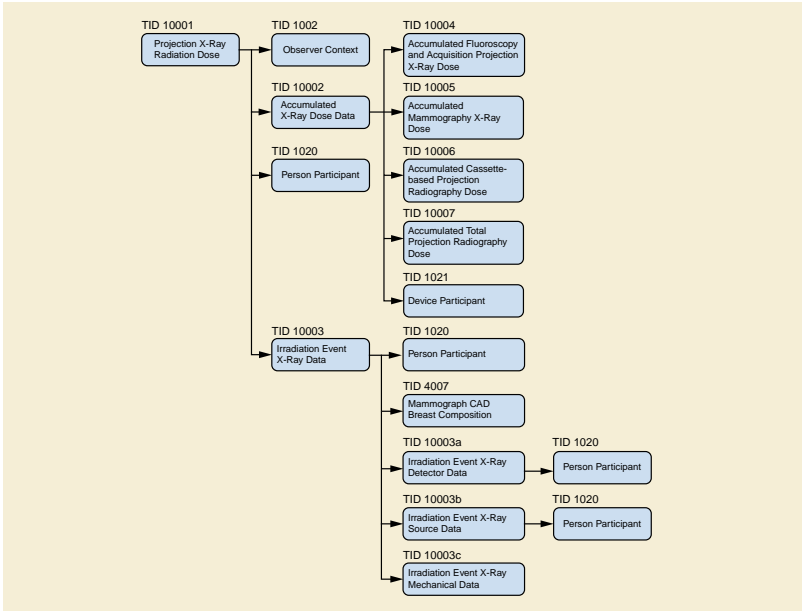 TID 10001
Projection X-Ray
Radiation Dose
TID 1002
Observer Context
TID 10002
Accumulated
X-Ray Dose Data
TID 1020
Person Participant
TID 10004
Accumulated Fluoroscopy
and Acquisition Projection
X-Ray Dose
TID 10005
Accumulated
Mammography X-Ray
Dose
TID 10006
Accumulated Cassette-
based Projection
Radiography Dose
TID 10007
Accumulated Total
Projection Radiography
Dose
TID 1021
Device Participant
TID 10003
Irradiation Event
X-Ray Data
TID 1020
Person Participant
TID 4007
Mammograph CAD
Breast Composition
TID 10003a
Irradiation Event X-Ray
Detector Data
TID 1020
Person Participant
TID 10003b
Irradiation Event X-Ray
Source Data
TID 1020
Person Participant
TID 10003c
Irradiation Event X-Ray
Mechanical Data